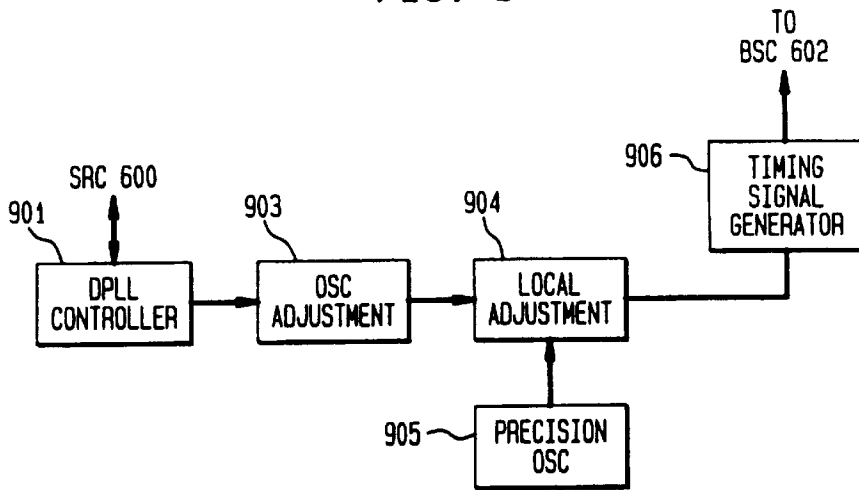 TO
BSC 602
906
TIMING
SIGNAL
GENERATOR
SRC 600
901
DPLL
CONTROLLER
903
OSC
ADJUSTMENT
904
LOCAL
ADJUSTMENT
905
PRECISION
OSC